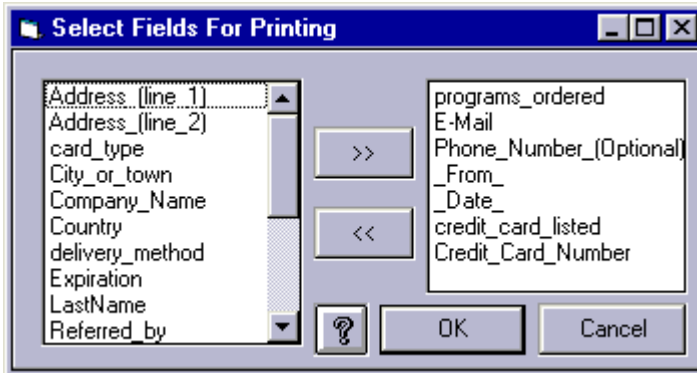 Select Fields For Printing
Address_(line_1)
Address_(line_2)
card_type
City_or_town
Company_Name
Country
delivery_method
Expiration
LastName
Referred_by
>>
<<
programs_ordered
E-Mail
Phone_Number_(Optional)
_From_
_Date_
credit_card_listed
Credit_Card_Number
?
OK
Cancel